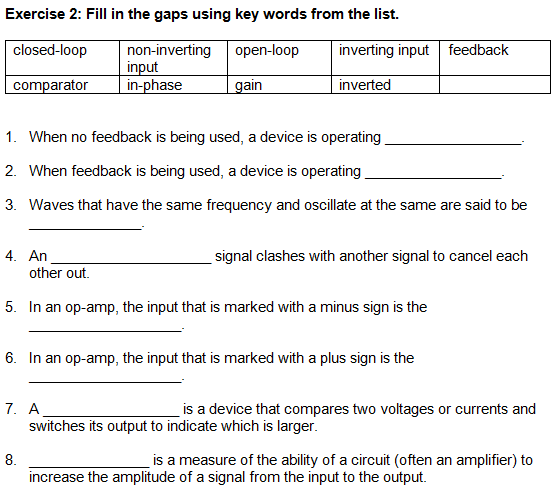 Exercise 2: Fill in the gaps using key words from the list.
closed-loop non-inverting input open-loop inverting input feedback
comparator in-phase gain inverted
1. When no feedback is being used, a device is operating __________________.
2. When feedback is being used, a device is operating __________________.
3. Waves that have the same frequency and oscillate at the same are said to be
_______________.
4. An _____________________ signal clashes with another signal to cancel each
other out.
5. In an op-amp, the input that is marked with a minus sign is the
____________________.
6. In an op-amp, the input that is marked with a plus sign is the
____________________.
7. A __________________ is a device that compares two voltages or currents and
switches its output to indicate which is larger.
8. ________________ is a measure of the ability of a circuit (often an amplifier) to
increase the amplitude of a signal from the input to the output.